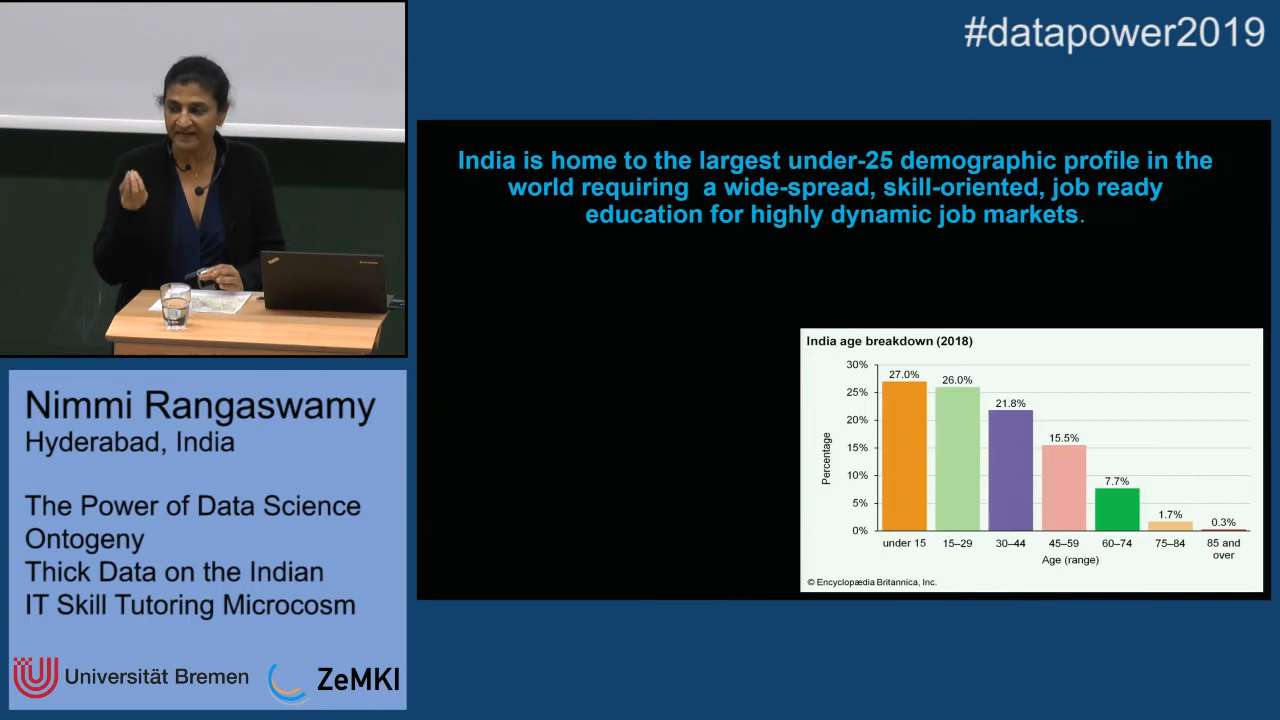 #datapower2019
India is home to the largest under-25 demographic profile in the
world requiring  a wide-spread, skill-oriented, job ready
education for highly dynamic job markets.
India age breakdown (2018)
30%
25%
20%
15%
10%
5%
0%
Percentage
27.0%
26.0%
21.8%
15.5%
7.7%
1.7%
0.3%
under 15
15–29
30–44
45–59
60–74
75–84
85 and
over
Age (range)
© Encyclopædia Britannica, Inc.
Nimmi Rangaswamy
Hyderabad, India
The Power of Data Science
Ontogeny
Thick Data on the Indian
IT Skill Tutoring Microcosm
Universität Bremen
ZeMKI